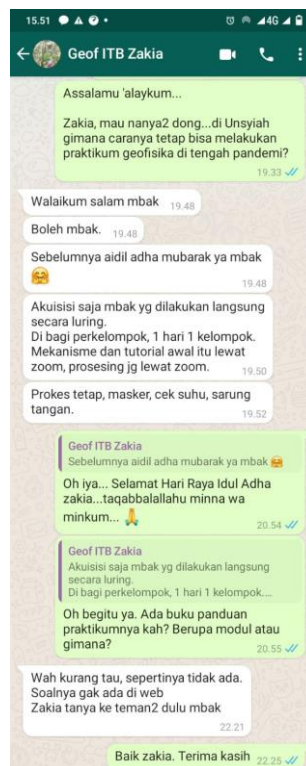 15.51
4G
Geof ITB Zakia
Assalamu 'alaykum...
Zakia, mau nanya2 dong...di Unsyiah
gimana caranya tetap bisa melakukan
praktikum geofisika di tengah pandemi?
19.33
Walaikum salam mbak
19.48
Boleh mbak.
19.48
Sebelumnya aidil adha mubarak ya mbak
🤗
19.48
Akuisisi saja mbak yg dilakukan langsung
secara luring.
Di bagi perkelompok, 1 hari 1 kelompok.
Mekanisme dan tutorial awal itu lewat
zoom, prosesing jg lewat zoom.
19.50
Prokes tetap, masker, cek suhu, sarung
tangan.
19.52
Geof ITB Zakia
Sebelumnya aidil adha mubarak ya mbak 🤗
Oh iya... Selamat Hari Raya Idul Adha
zakia...taqabbalallahu minna wa
minkum... 🙏
20.54
Geof ITB Zakia
Akuisisi saja mbak yg dilakukan langsung
secara luring.
Di bagi perkelompok, 1 hari 1 kelompok....
Oh begitu ya. Ada buku panduan
praktikumnya kah? Berupa modul atau
gimana?
20.55
Wah kurang tau, sepertinya tidak ada.
Soalnya gak ada di web
Zakia tanya ke teman2 dulu mbak
22.21
Baik zakia. Terima kasih
22.25